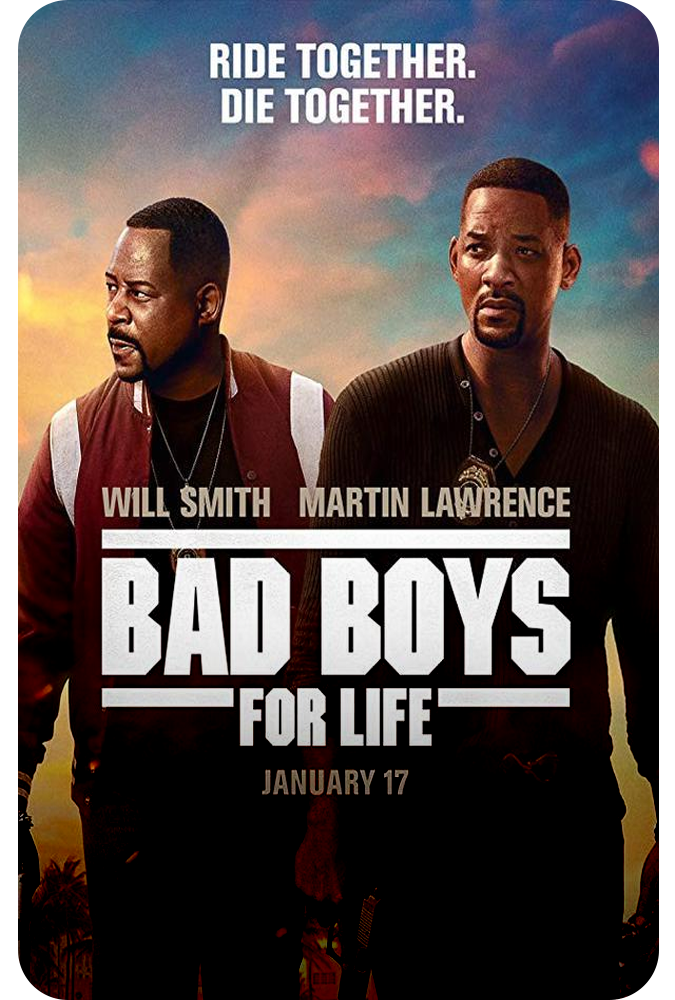 RIDE TOGETHER.
DIE TOGETHER.
WILL SMITH MARTIN LAWRENCE
BAD BOYS
FOR LIFE
JANUARY 17